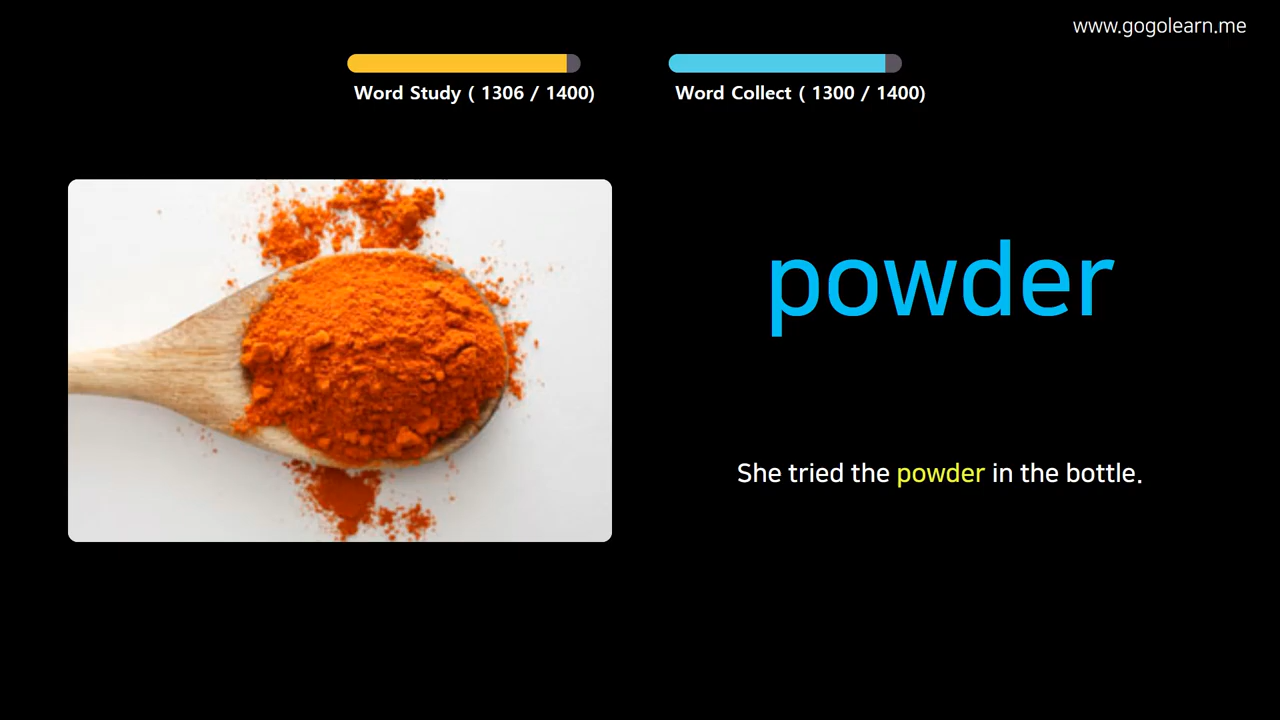 www.gogolearn.me
Word Study ( 1306 / 1400)
Word Collect ( 1300 / 1400)
powder
She tried the powder in the bottle.